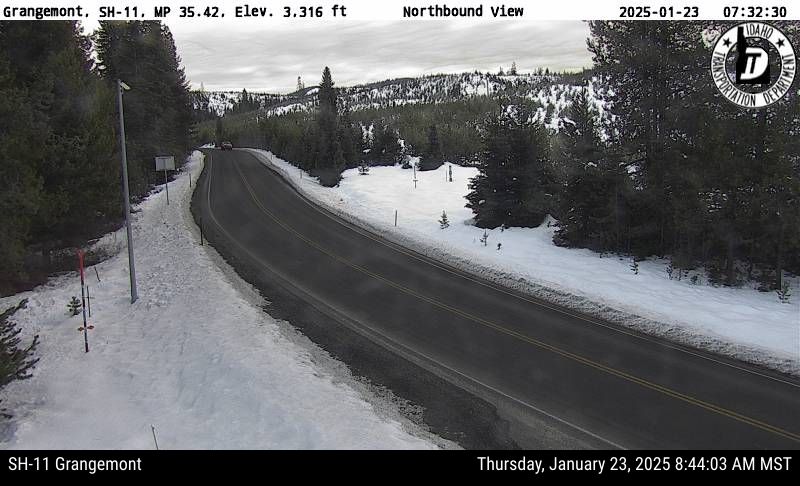 Grangemont, SH-11, MP 35.42, Elev. 3,316 ft Northbound View 2025-01-23 07:32:30
IDAHO
TRANSPORTATION DEPARTMENT
SH-11 Grangemont Thursday, January 23, 2025 8:44:03 AM MST